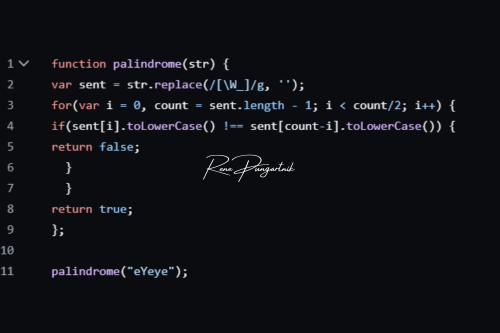 1 function palindrome(str) {
2 var sent = str.replace(/[\W_]/g, '');
3 for(var i = 0, count = sent.length - 1; i < count/2; i++) {
4 if(sent[i].toLowerCase() !== sent[count-i].toLowerCase()) {
5 return false;
6 }
Rene Pungartnik
7 }
8 return true;
9 };
10
11 palindrome("eYeye");